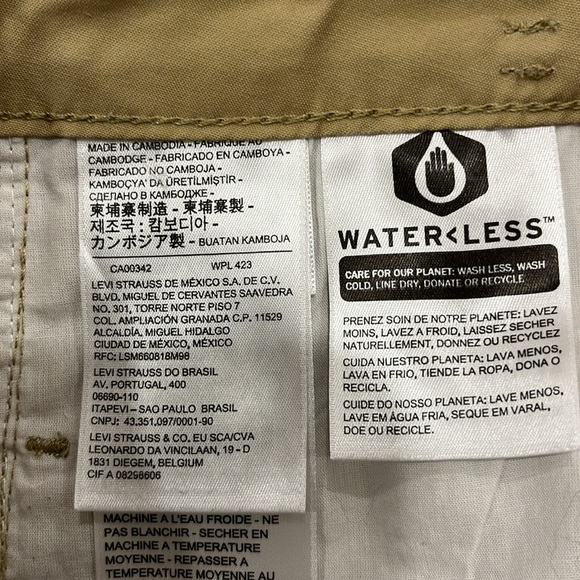 MADE IN CAMBODIA - FABRIQUÉ AU
CAMBODGE - FABRICADO EN CAMBOYA -
FABRICADO NO CAMBOJA -
KAMBOÇYA DA ÜRETİLMİŞTİR -
СДЕЛАНО В КАМБОДЖЕ -
柬埔寨制造 - 柬埔寨製 -
제조국 : 캄보디아 -
カンボジア製 - BUATAN KAMBOJA
CA00342 WPL 423
LEVI STRAUSS DE MÉXICO S.A. DE C.V.
BLVD. MIGUEL DE CERVANTES SAAVEDRA
NO. 301, TORRE NORTE PISO 7
COL. AMPLIACIÓN GRANADA C.P. 11529
ALCALDÍA, MIGUEL HIDALGO
CIUDAD DE MÉXICO, MÉXICO
RFC: LSM660818M98
LEVI STRAUSS DO BRASIL
AV. PORTUGAL, 400
06690-110
ITAPEVI – SAO PAULO BRASIL
CNPJ: 43.351.097/0001-90
LEVI STRAUSS & CO. EU SCA/CVA
LEONARDO DA VINCILAAN, 19 - D
1831 DIEGEM, BELGIUM
CIF A 08298606
MACHINE A L'EAU FROIDE - NE
PAS BLANCHIR - SECHER EN
MACHINE A TEMPERATURE
MOYENNE - REPASSER A
TEMPERATURE MOYENNE AU
WATER<LESS™
CARE FOR OUR PLANET: WASH LESS, WASH
COLD, LINE DRY, DONATE OR RECYCLE
PRENEZ SOIN DE NOTRE PLANETE: LAVEZ
MOINS, LAVEZ A FROID, LAISSEZ SECHER
NATURELLEMENT, DONNEZ OU RECYCLEZ
CUIDA NUESTRO PLANETA: LAVA MENOS,
LAVA EN FRIO, TIENDE LA ROPA, DONA O
RECICLA.
CUIDE DO NOSSO PLANETA: LAVE MENOS,
LAVE EM ÁGUA FRIA, SEQUE EM VARAL,
DOE OU RECICLE.